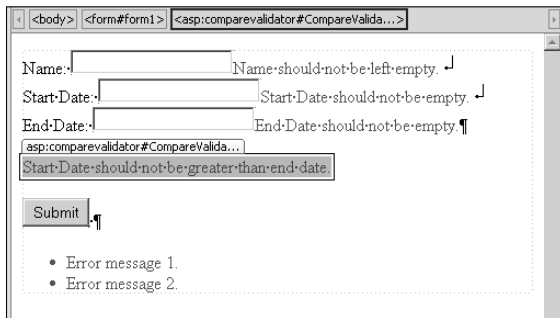 <body> <form#form1> <asp:comparevalidator#CompareValida...>
Name: Name should not be left empty.
Start Date: Start Date should not be empty.
End Date: End Date should not be empty.¶
asp:comparevalidator#CompareValida...
Start Date should not be greater than end date.
Submit ¶
• Error message 1.
• Error message 2.